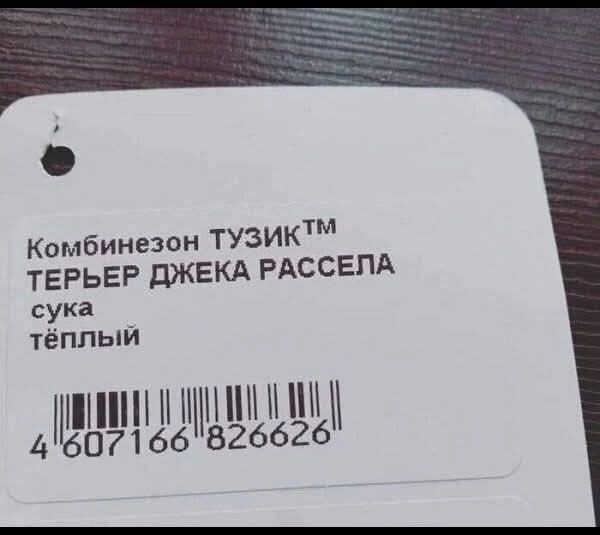 Комбинезон ТУЗИК™
ТЕРЬЕР ДЖЕКА РАССЕЛА
сука
тёплый
4 607166 826626